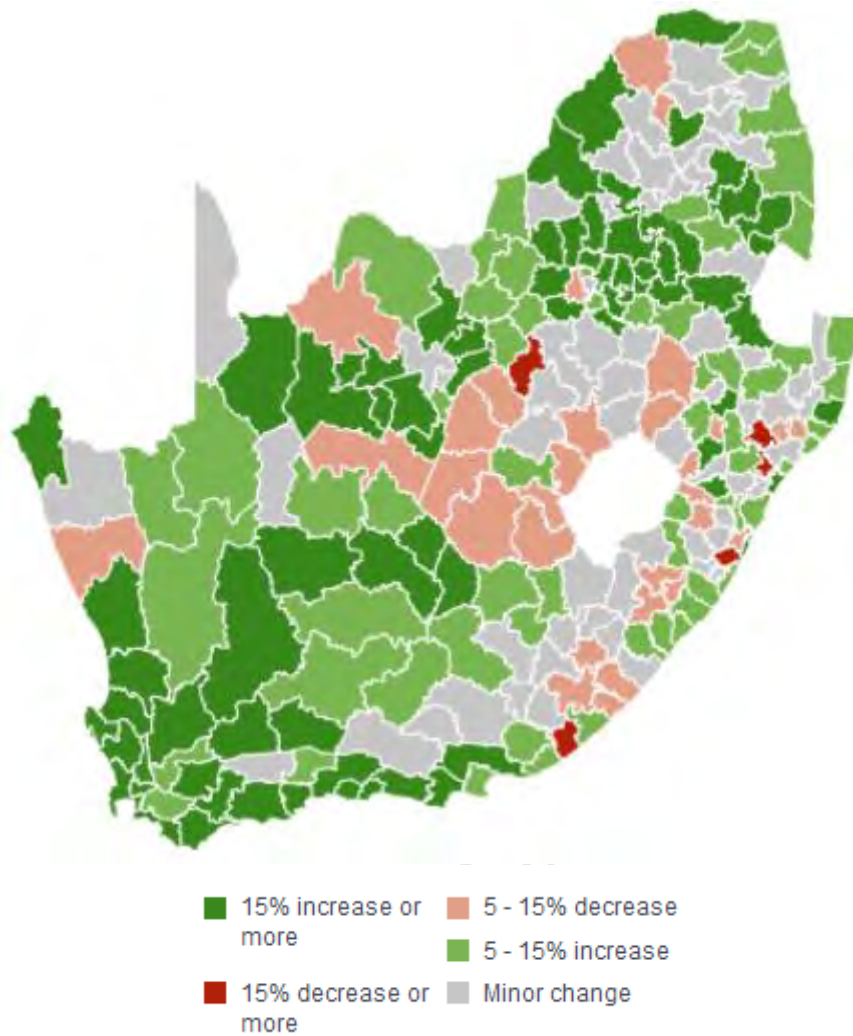 15% increase or
more
5 - 15% decrease
5 - 15% increase
15% decrease or
more
Minor change